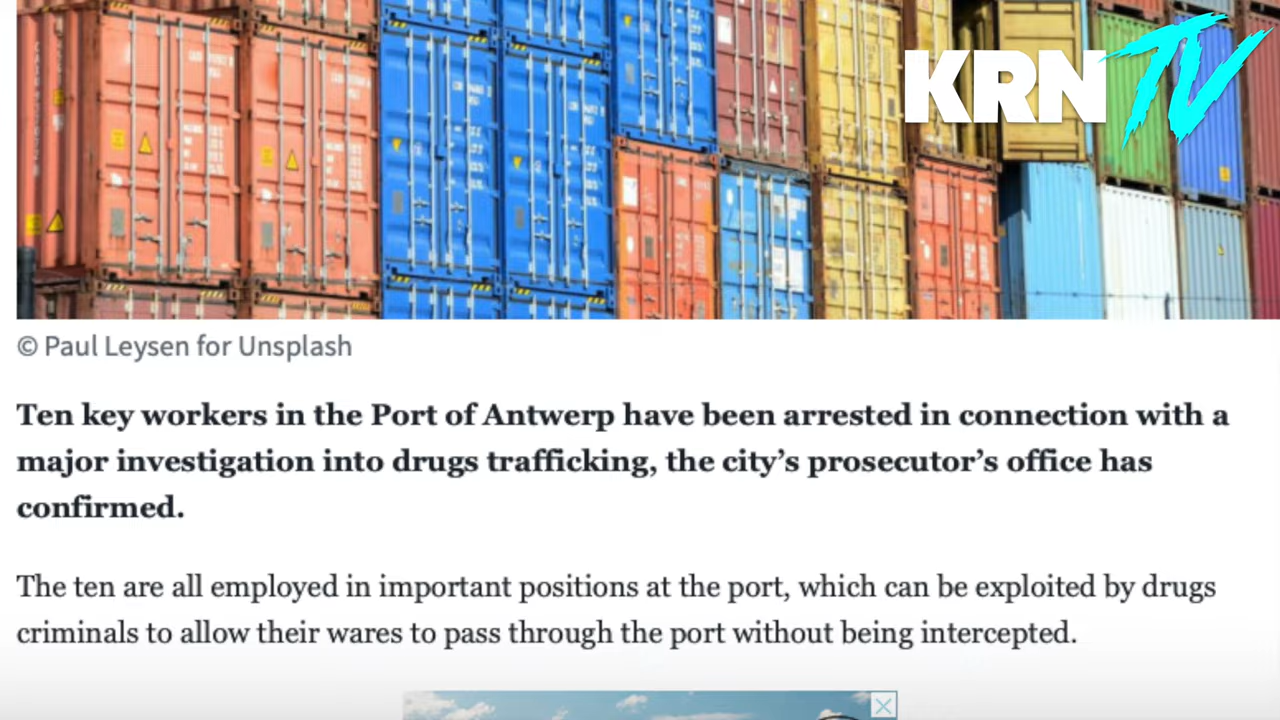 KRN TV
© Paul Leysen for Unsplash
Ten key workers in the Port of Antwerp have been arrested in connection with a
major investigation into drugs trafficking, the city’s prosecutor’s office has
confirmed.
The ten are all employed in important positions at the port, which can be exploited by drugs
criminals to allow their wares to pass through the port without being intercepted.